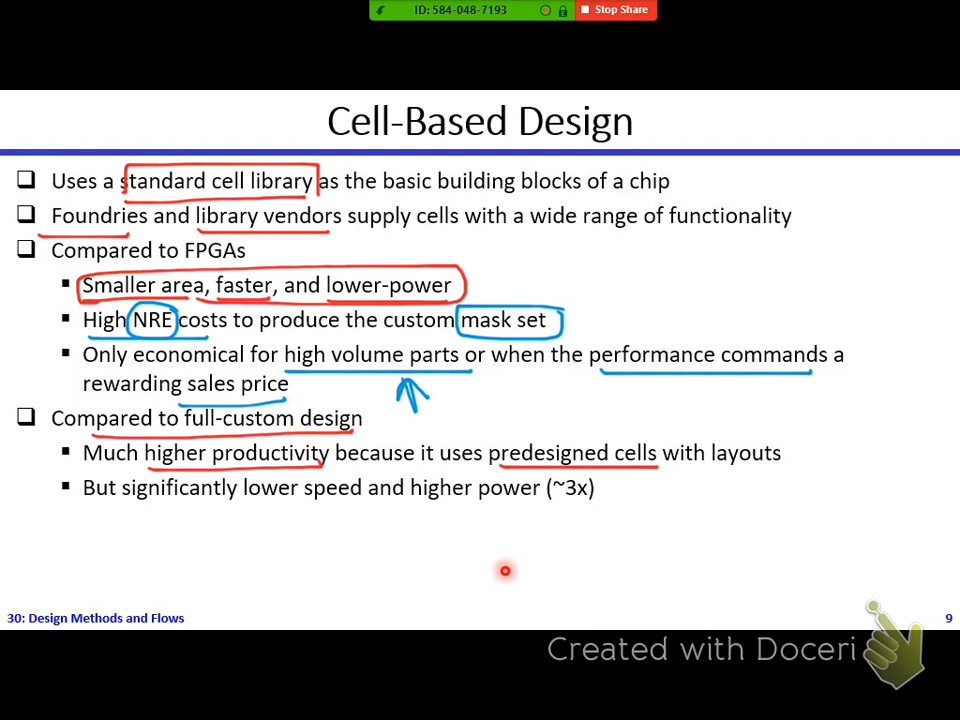 ID: 584-048-7193 Stop Share
Cell-Based Design
❑ Uses a standard cell library as the basic building blocks of a chip
❑ Foundries and library vendors supply cells with a wide range of functionality
❑ Compared to FPGAs
▪ Smaller area, faster, and lower-power
▪ High NRE costs to produce the custom mask set
▪ Only economical for high volume parts or when the performance commands a
rewarding sales price
❑ Compared to full-custom design
▪ Much higher productivity because it uses predesigned cells with layouts
▪ But significantly lower speed and higher power (~3x)
30: Design Methods and Flows 9
Created with Doceri